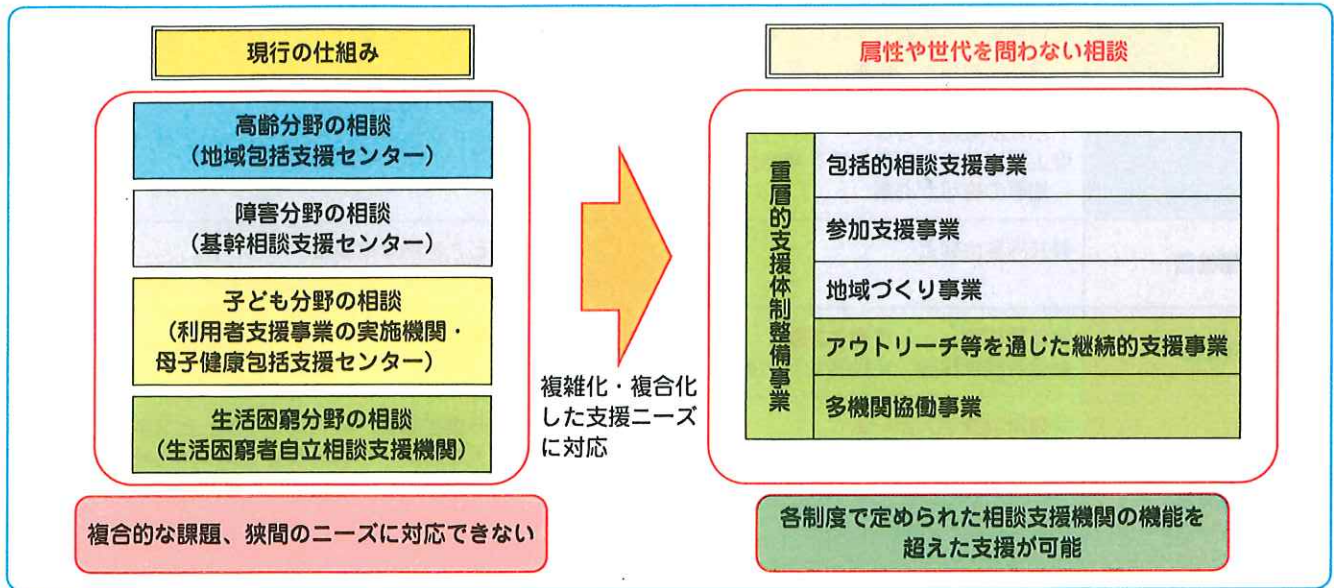 現行の仕組み
高齢分野の相談
(地域包括支援センター)
障害分野の相談
(基幹相談支援センター)
子ども分野の相談
(利用者支援事業の実施機関・
母子健康包括支援センター)
生活困窮分野の相談
(生活困窮者自立相談支援機関)
複合的な課題、狭間のニーズに対応できない
複雑化・複合化
した支援ニーズ
に対応
属性や世代を問わない相談
重層的支援体制整備事業
包括的相談支援事業
参加支援事業
地域づくり事業
アウトリーチ等を通じた継続的支援事業
多機関協働事業
各制度で定められた相談支援機関の機能を
超えた支援が可能